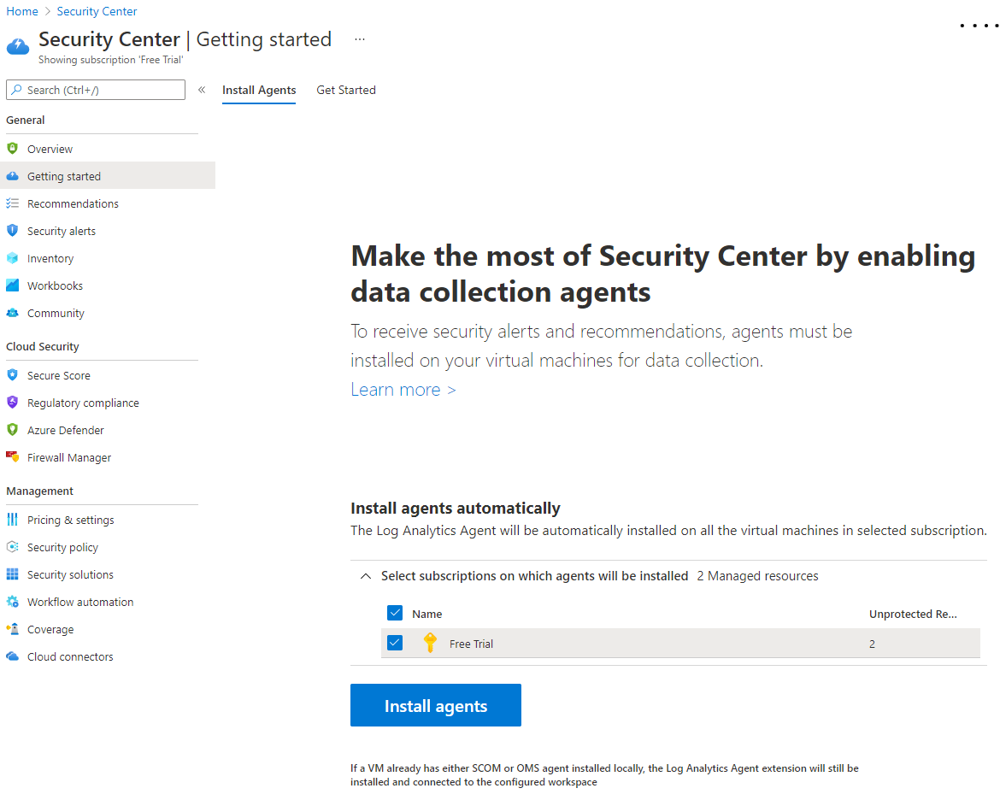 Home > Security Center
Security Center | Getting started ...
Showing subscription 'Free Trial'
Search (Ctrl+/)
«
Install Agents
Get Started
General
Overview
Getting started
Recommendations
Security alerts
Inventory
Workbooks
Community
Cloud Security
Secure Score
Regulatory compliance
Azure Defender
Firewall Manager
Management
Pricing & settings
Security policy
Security solutions
Workflow automation
Coverage
Cloud connectors
Make the most of Security Center by enabling
data collection agents
To receive security alerts and recommendations, agents must be
installed on your virtual machines for data collection.
Learn more >
Install agents automatically
The Log Analytics Agent will be automatically installed on all the virtual machines in selected subscription.
Select subscriptions on which agents will be installed 2 Managed resources
Name Unprotected Re...
Free Trial 2
Install agents
If a VM already has either SCOM or OMS agent installed locally, the Log Analytics Agent extension will still be
installed and connected to the configured workspace